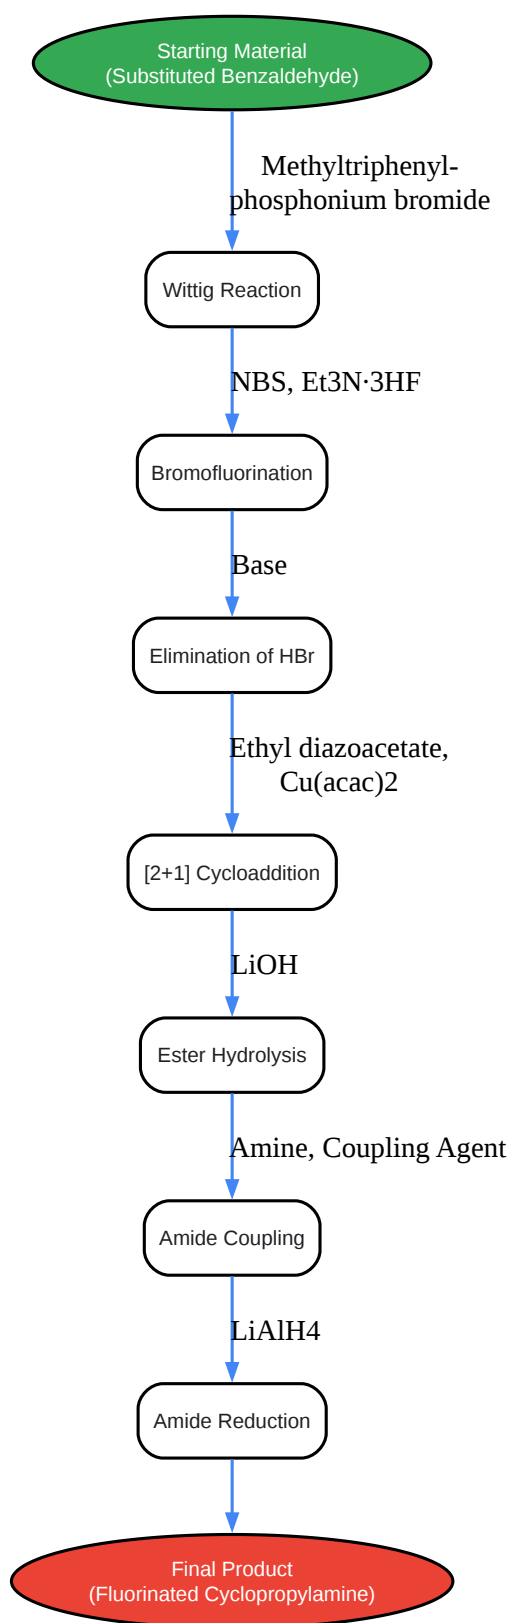 Starting Material
(Substituted Benzaldehyde)
Methyltriphenyl-
phosphonium bromide
Wittig Reaction
NBS, Et3N·3HF
Bromofluorination
Base
Elimination of HBr
Ethyl diazoacetate,
Cu(acac)2
[2+1] Cycloaddition
LiOH
Ester Hydrolysis
Amine, Coupling Agent
Amide Coupling
LiAlH4
Amide Reduction
Final Product
(Fluorinated Cyclopropylamine)